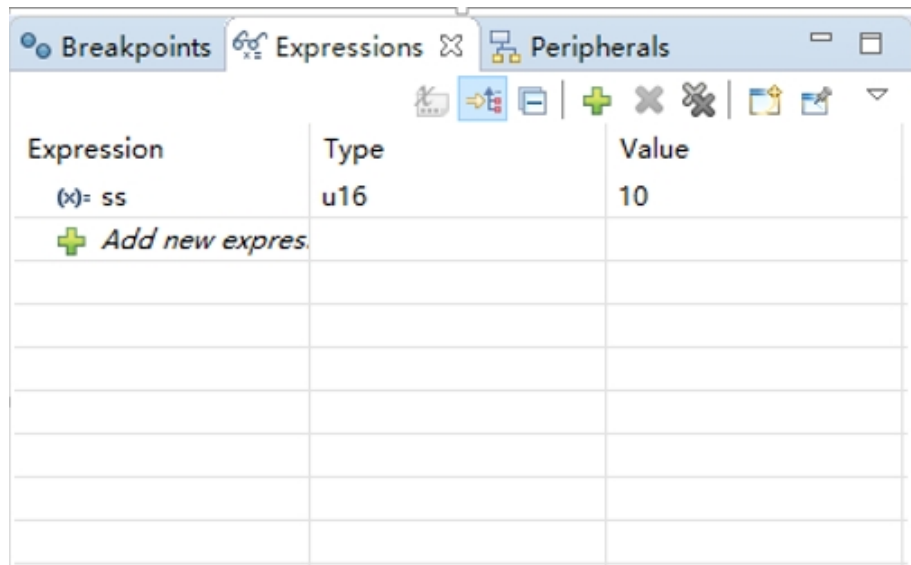 Breakpoints Expressions Peripherals
Expression Type Value
(x)= ss u16 10
Add new expres